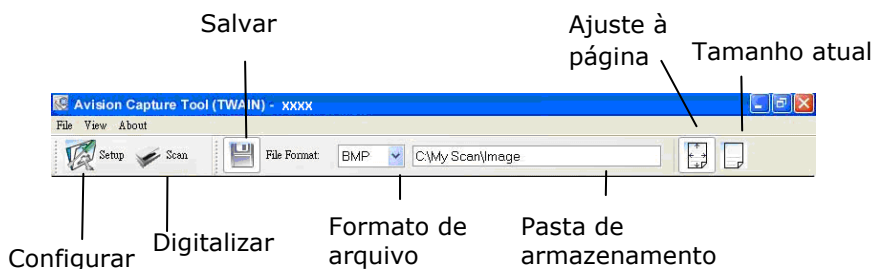 Salvar
Ajuste à
página
Tamanho atual
Avision Capture Tool (TWAIN) - xxxx
File View About
Setup Scan File Format: BMP C:\My Scan\Image
Configurar
Digitalizar
Formato de
arquivo
Pasta de
armazenamento